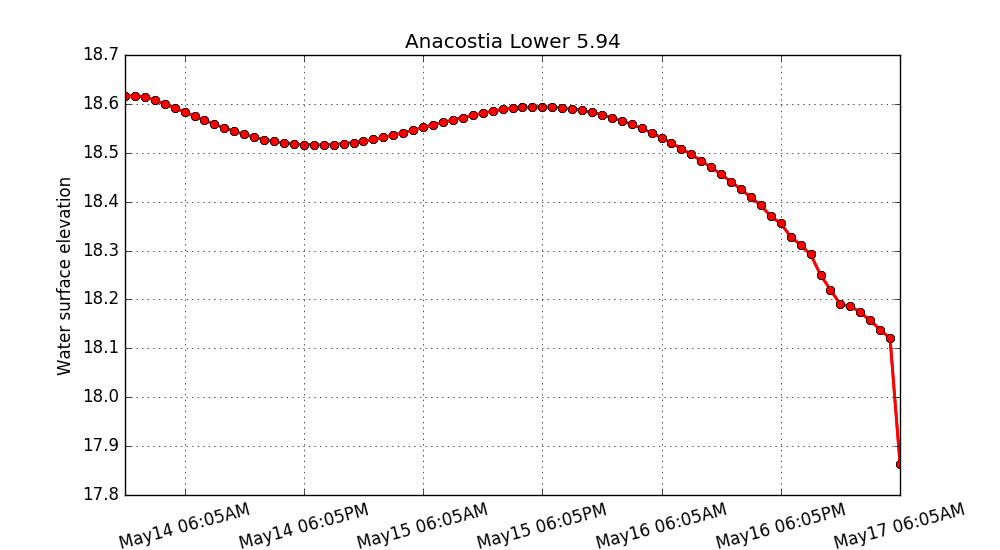 Anacostia Lower 5.94
Water surface elevation
18.7
18.6
18.5
18.4
18.3
18.2
18.1
18.0
17.9
17.8
May14 06:05AM
May14 06:05PM
May15 06:05AM
May15 06:05PM
May16 06:05AM
May16 06:05PM
May17 06:05AM